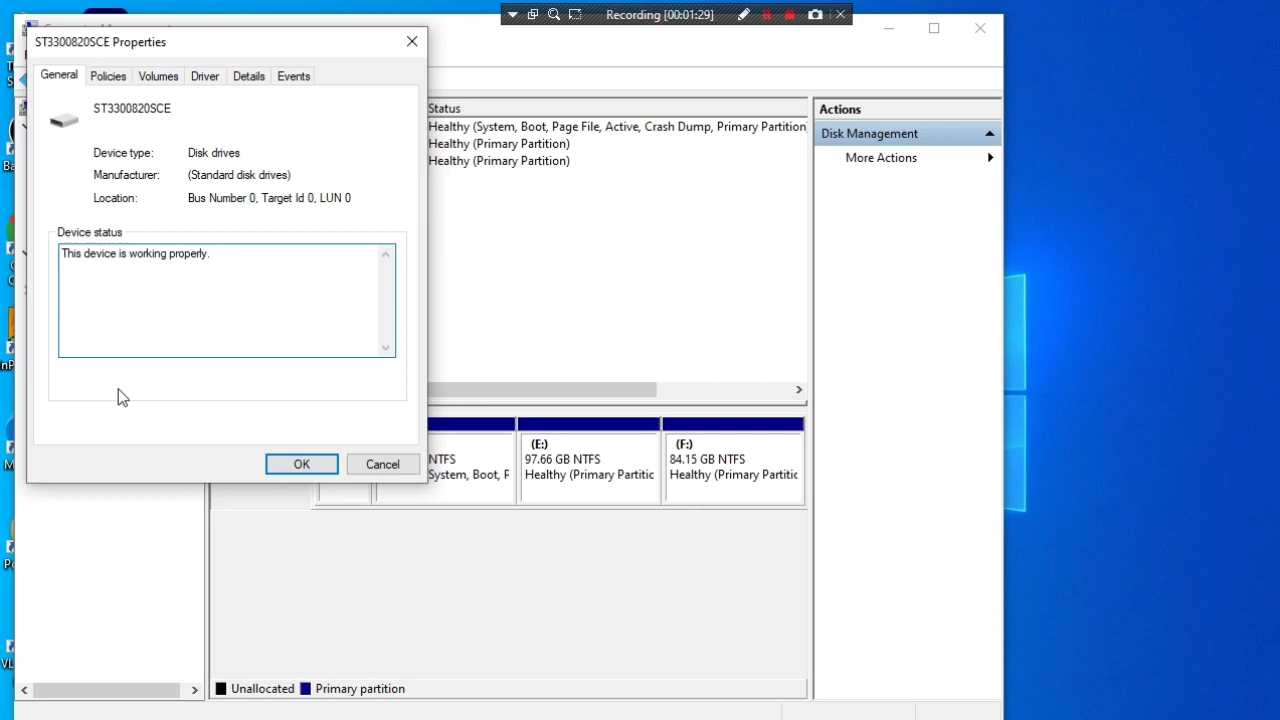 Recording [00:01:29]
ST3300820SCE Properties
General
Policies
Volumes
Driver
Details
Events
ST3300820SCE
Device type:
Disk drives
Manufacturer:
(Standard disk drives)
Location:
Bus Number 0, Target Id 0, LUN 0
Device status
This device is working properly.
OK
Cancel
Status
Healthy (System, Boot, Page File, Active, Crash Dump, Primary Partition)
Healthy (Primary Partition)
Healthy (Primary Partition)
Actions
Disk Management
More Actions
NTFS
System, Boot, P
(E:)
97.66 GB NTFS
Healthy (Primary Partitic
(F:)
84.15 GB NTFS
Healthy (Primary Partitic
Unallocated
Primary partition